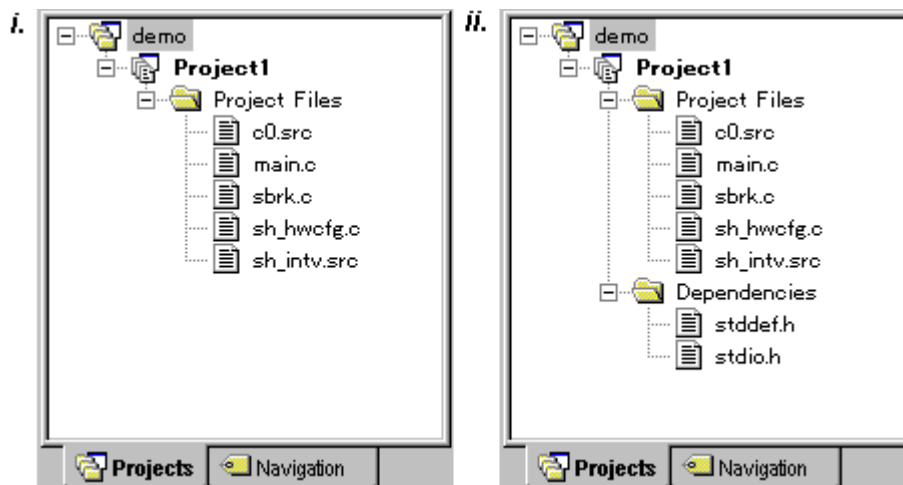 i.
demo
Project1
Project Files
c0.src
main.c
sbrk.c
sh_hwcfg.c
sh_intv.src
Projects
Navigation
ii.
demo
Project1
Project Files
c0.src
main.c
sbrk.c
sh_hwcfg.c
sh_intv.src
Dependencies
stddef.h
stdio.h
Projects
Navigation